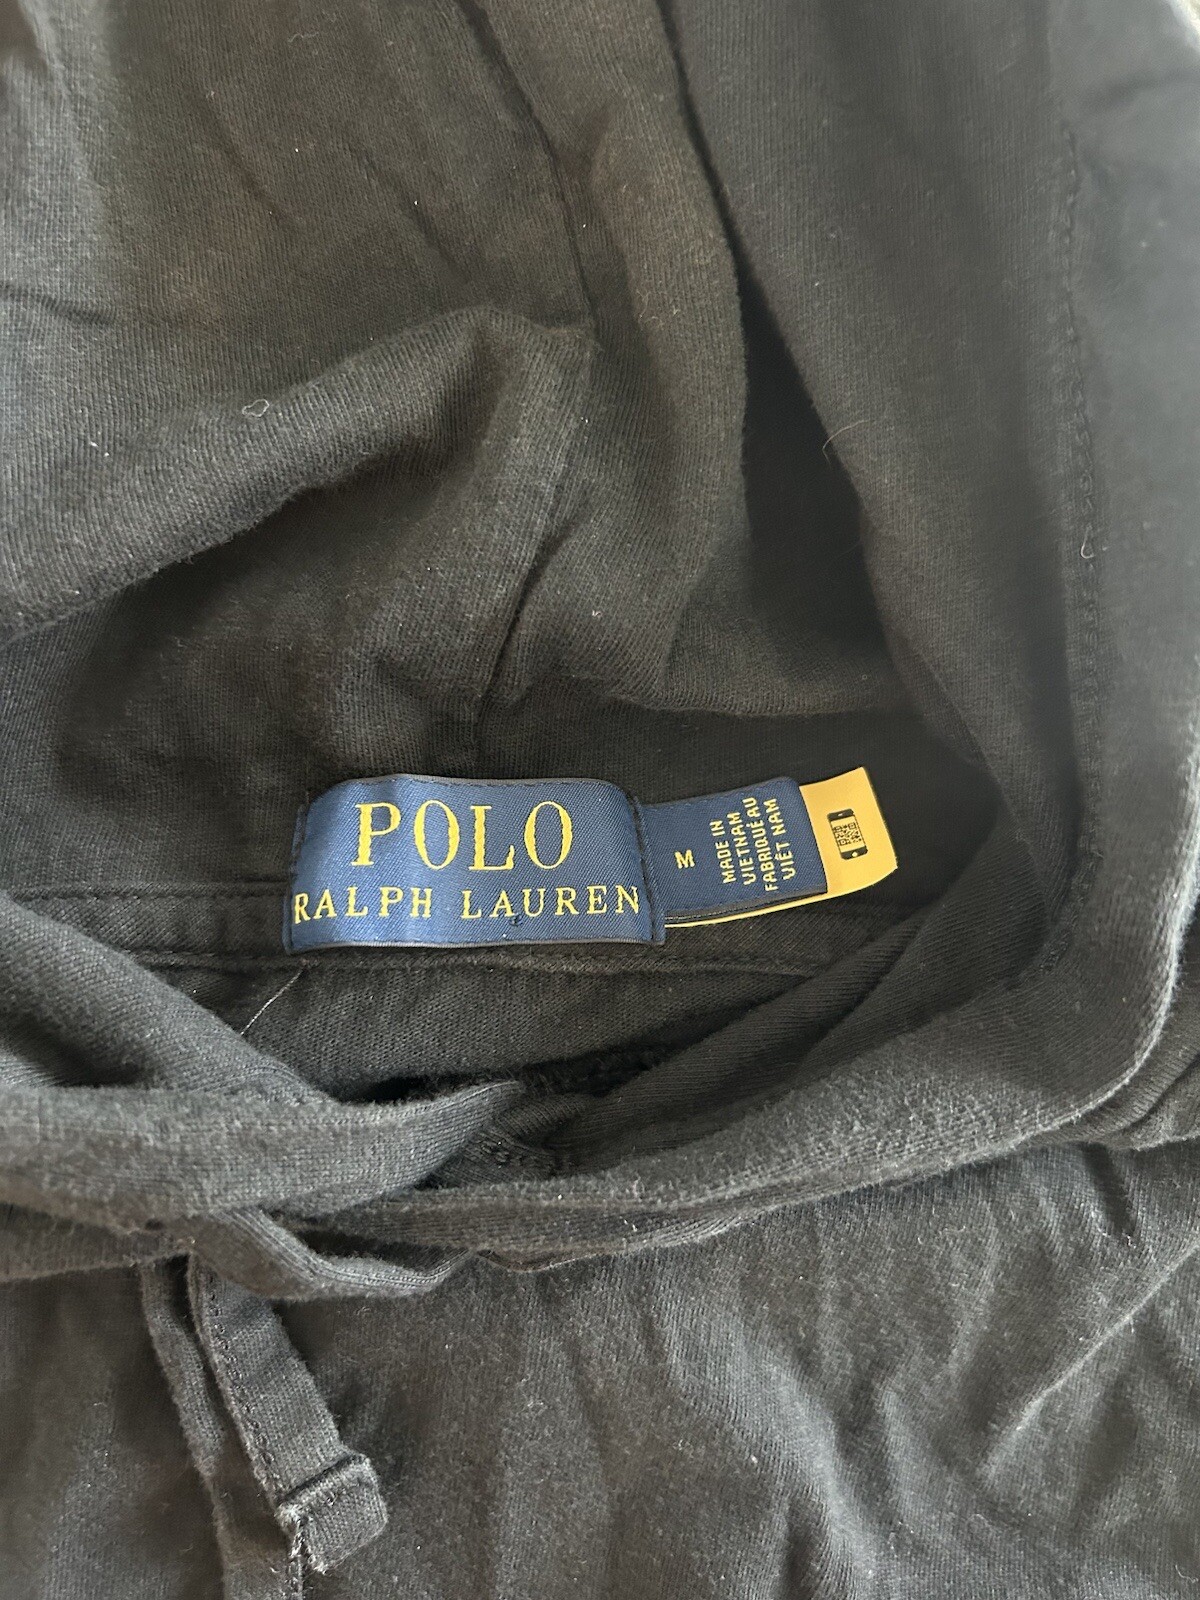 POLO
RALPH LAUREN
M
MADE IN
VIETNAM
FABRIQUÉ AU
VIÊT NAM